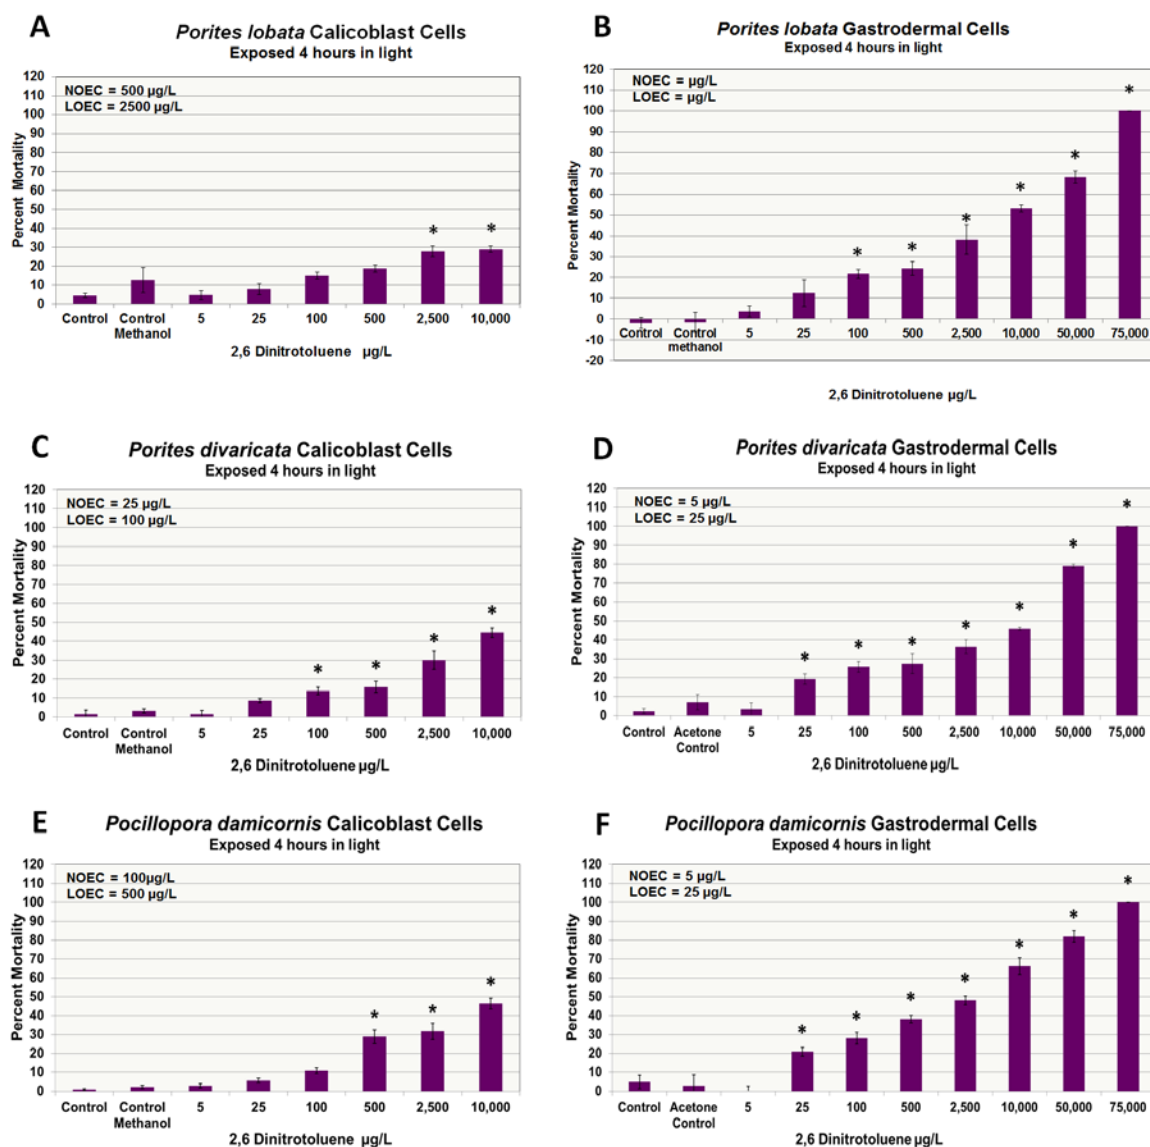 A
Porites lobata Calicoblast Cells
Exposed 4 hours in light
NOEC = 500 µg/L
LOEC = 2500 µg/L
Percent Mortality
120
110
100
90
80
70
60
50
40
30
20
10
0
* *
Control Control Methanol 5 25 100 500 2,500 10,000
2,6 Dinitrotoluene µg/L
B
Porites lobata Gastrodermal Cells
Exposed 4 hours in light
NOEC = µg/L
LOEC = µg/L
Percent Mortality
120
110
100
90
80
70
60
50
40
30
20
10
0
-10
-20
* * * * * *
Control Control methanol 5 25 100 500 2,500 10,000 50,000 75,000
2,6 Dinitrotoluene µg/L
C
Porites divaricata Calicoblast Cells
Exposed 4 hours in light
NOEC = 25 µg/L
LOEC = 100 µg/L
Percent Mortality
120
110
100
90
80
70
60
50
40
30
20
10
0
* * * *
Control Control Methanol 5 25 100 500 2,500 10,000
2,6 Dinitrotoluene µg/L
D
Porites divaricata Gastrodermal Cells
Exposed 4 hours in light
NOEC = 5 µg/L
LOEC = 25 µg/L
Percent Mortality
120
110
100
90
80
70
60
50
40
30
20
10
0
* * * * * * *
Control Acetone Control 5 25 100 500 2,500 10,000 50,000 75,000
2,6 Dinitrotoluene µg/L
E
Pocillopora damicornis Calicoblast Cells
Exposed 4 hours in light
NOEC = 100µg/L
LOEC = 500 µg/L
Percent Mortality
120
110
100
90
80
70
60
50
40
30
20
10
0
* * *
Control Control Methanol 5 25 100 500 2,500 10,000
2,6 Dinitrotoluene µg/L
F
Pocillopora damicornis Gastrodermal Cells
Exposed 4 hours in light
NOEC = 5 µg/L
LOEC = 25 µg/L
Percent Mortality
120
110
100
90
80
70
60
50
40
30
20
10
0
* * * * * * *
Control Acetone Control 5 25 100 500 2,500 10,000 50,000 75,000
2,6 Dinitrotoluene µg/L